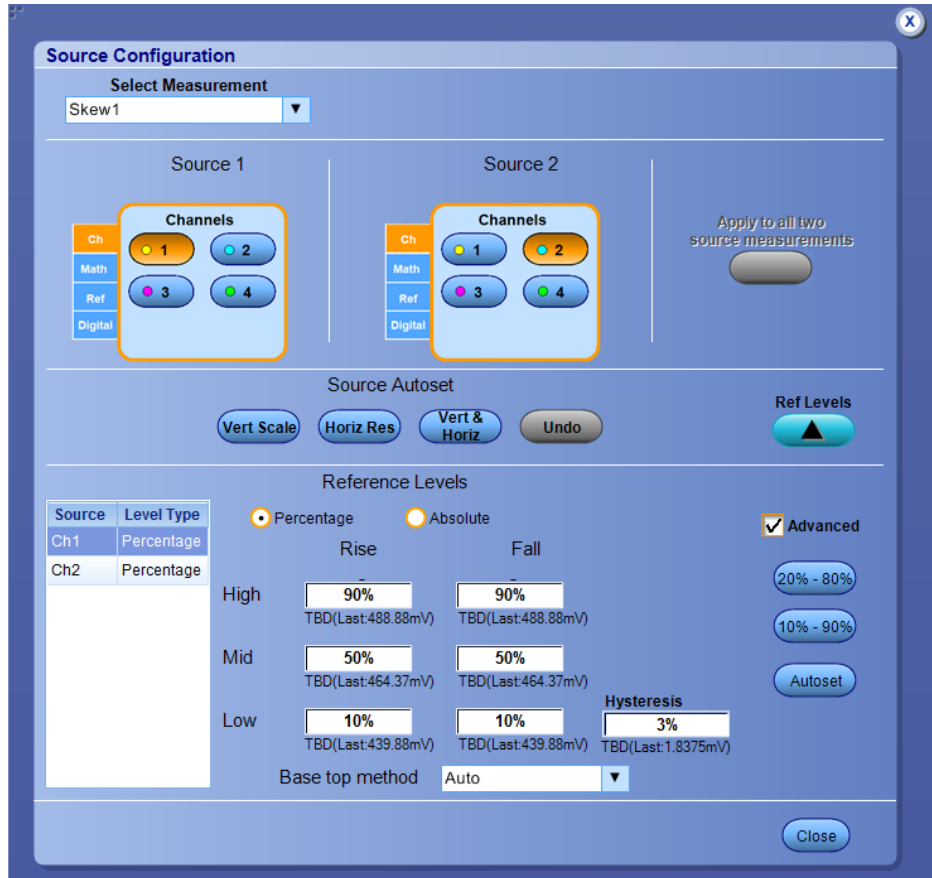 X
Source Configuration
Select Measurement
Skew1
Source 1
Source 2
Ch
Math
Ref
Digital
Channels
1 2
3 4
Ch
Math
Ref
Digital
Channels
1 2
3 4
Apply to all two
source measurements
Source Autoset
Vert Scale
Horiz Res
Vert &
Horiz
Undo
Ref Levels
Reference Levels
Source Level Type
Ch1 Percentage
Ch2 Percentage
Percentage Absolute
Advanced
Rise Fall
High 90% 90%
TBD(Last:488.88mV) TBD(Last:488.88mV)
Mid 50% 50%
TBD(Last:464.37mV) TBD(Last:464.37mV)
Low 10% 10%
TBD(Last:439.88mV) TBD(Last:439.88mV)
Hysteresis
3%
TBD(Last:1.8375mV)
20% - 80%
10% - 90%
Autoset
Base top method Auto
Close